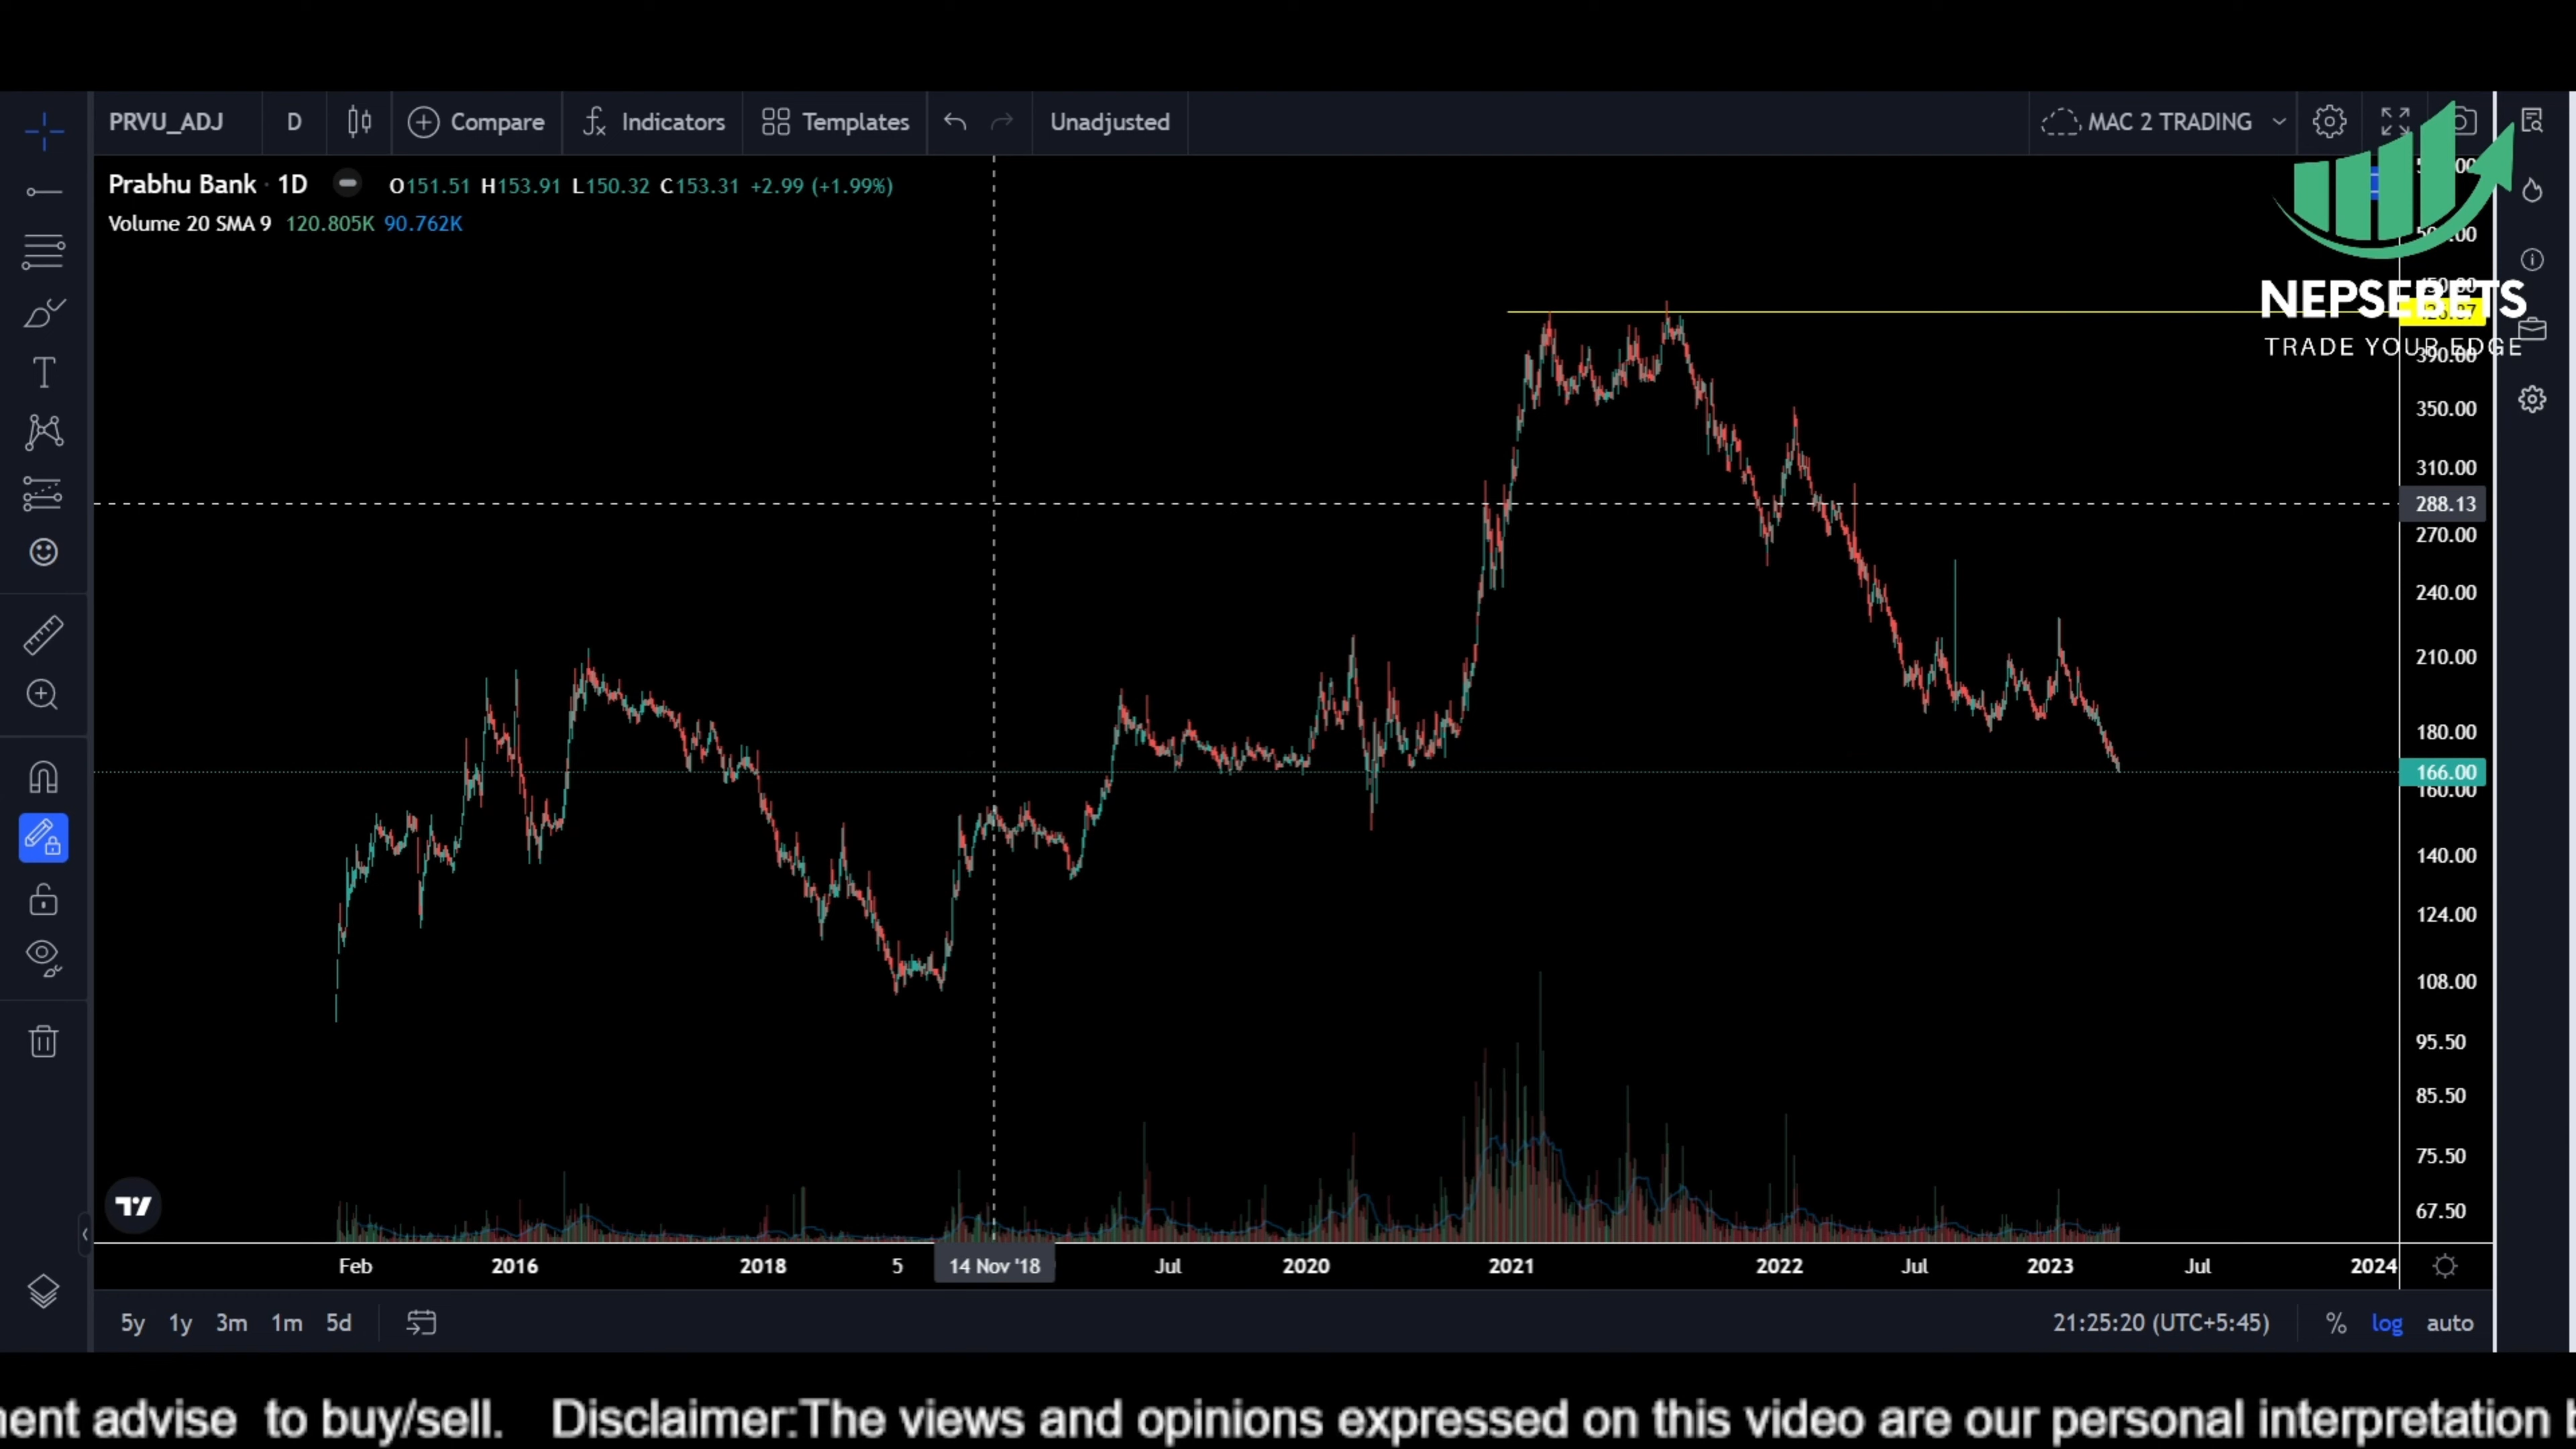 PRVU_ADJ D Compare Indicators Templates Unadjusted MAC 2 TRADING
Prabhu Bank · 1D O151.51 H153.91 L150.32 C153.31 +2.99 (+1.99%)
Volume 20 SMA 9 120.805K 90.762K
NEPSEBETS
TRADE YOUR EDGE
390.00
350.00
310.00
288.13
270.00
240.00
210.00
180.00
166.00
160.00
140.00
124.00
108.00
95.50
85.50
75.50
67.50
Feb 2016 2018 5 14 Nov '18 Jul 2020 Jul 2021 2022 Jul 2023 Jul 2024
5y 1y 3m 1m 5d 21:25:20 (UTC+5:45) % log auto
advise to buy/sell. Disclaimer:The views and opinions expressed on this video are our personal interpretation